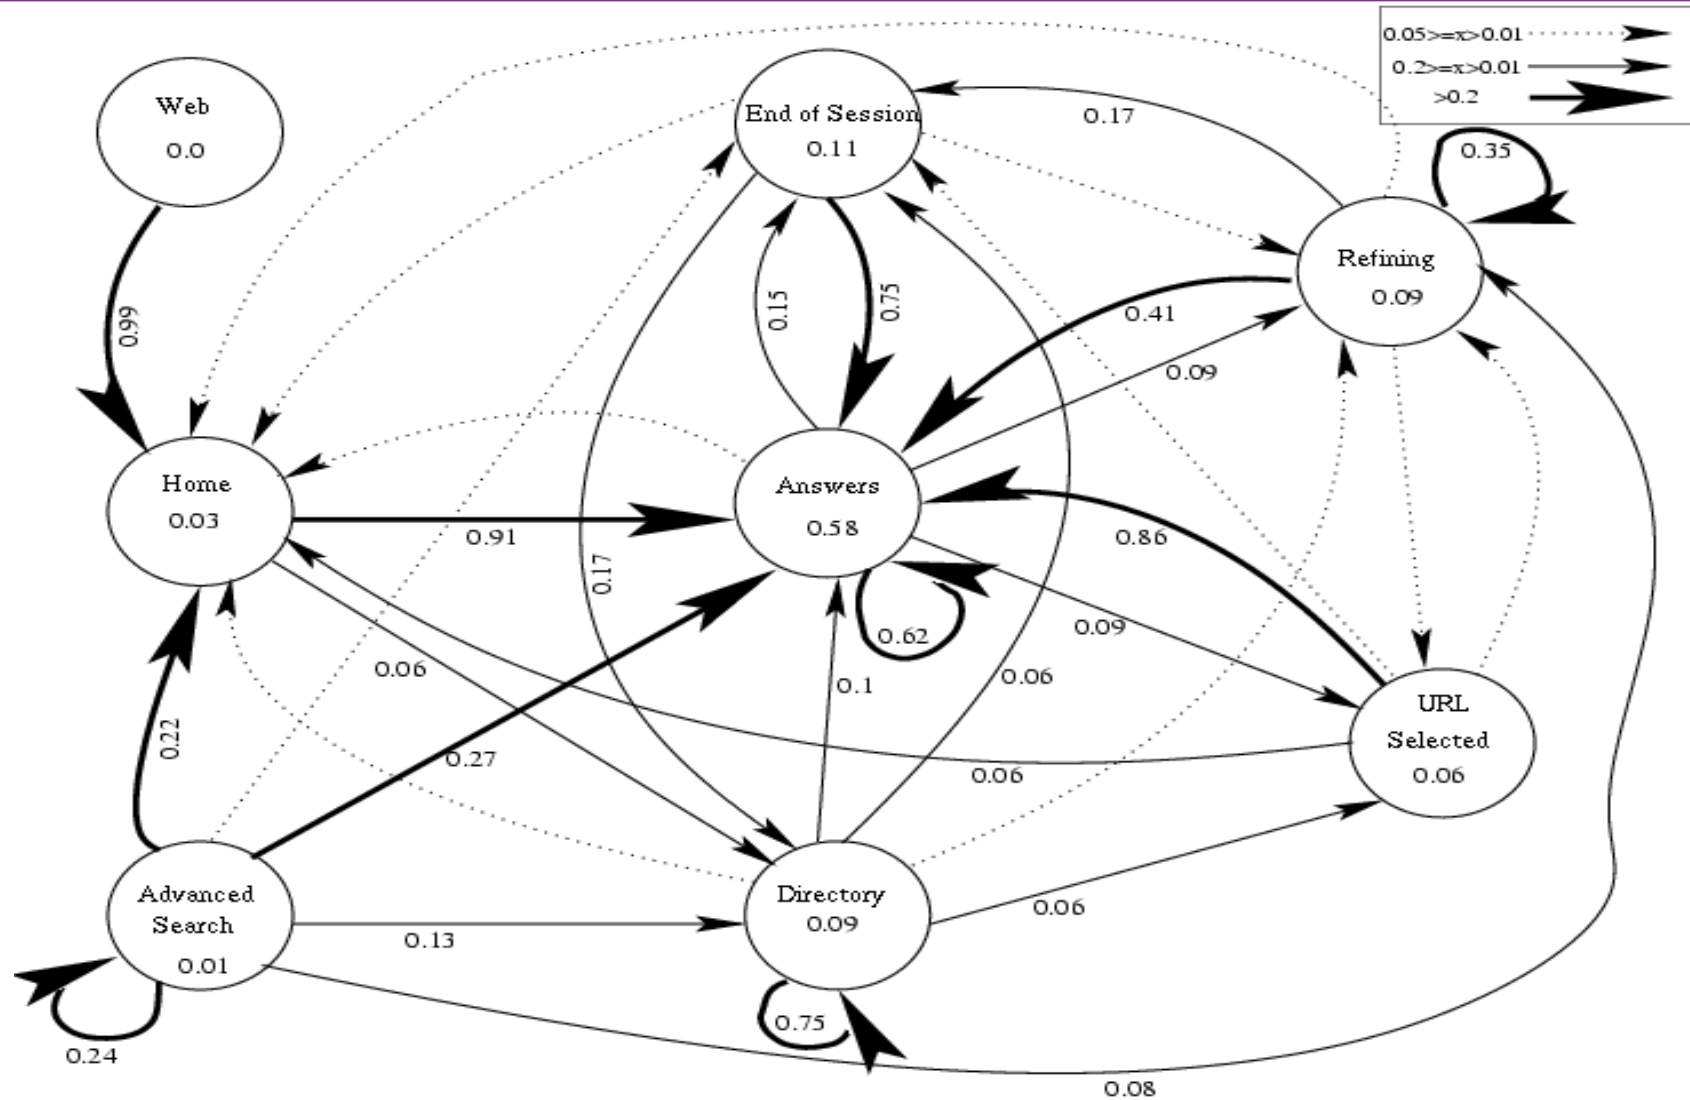 0.05>=x>0.01
0.2>=x>0.01
>0.2
Web
0.0
End of Session
0.11
0.17
0.35
Refining
0.09
0.99
0.15
0.75
0.41
0.09
Home
0.03
0.91
Answers
0.58
0.86
0.17
0.62
0.09
0.06
0.06
0.1
0.22
0.27
0.06
URL
Selected
0.06
Advanced
Search
0.01
0.13
Directory
0.09
0.06
0.24
0.75
0.08